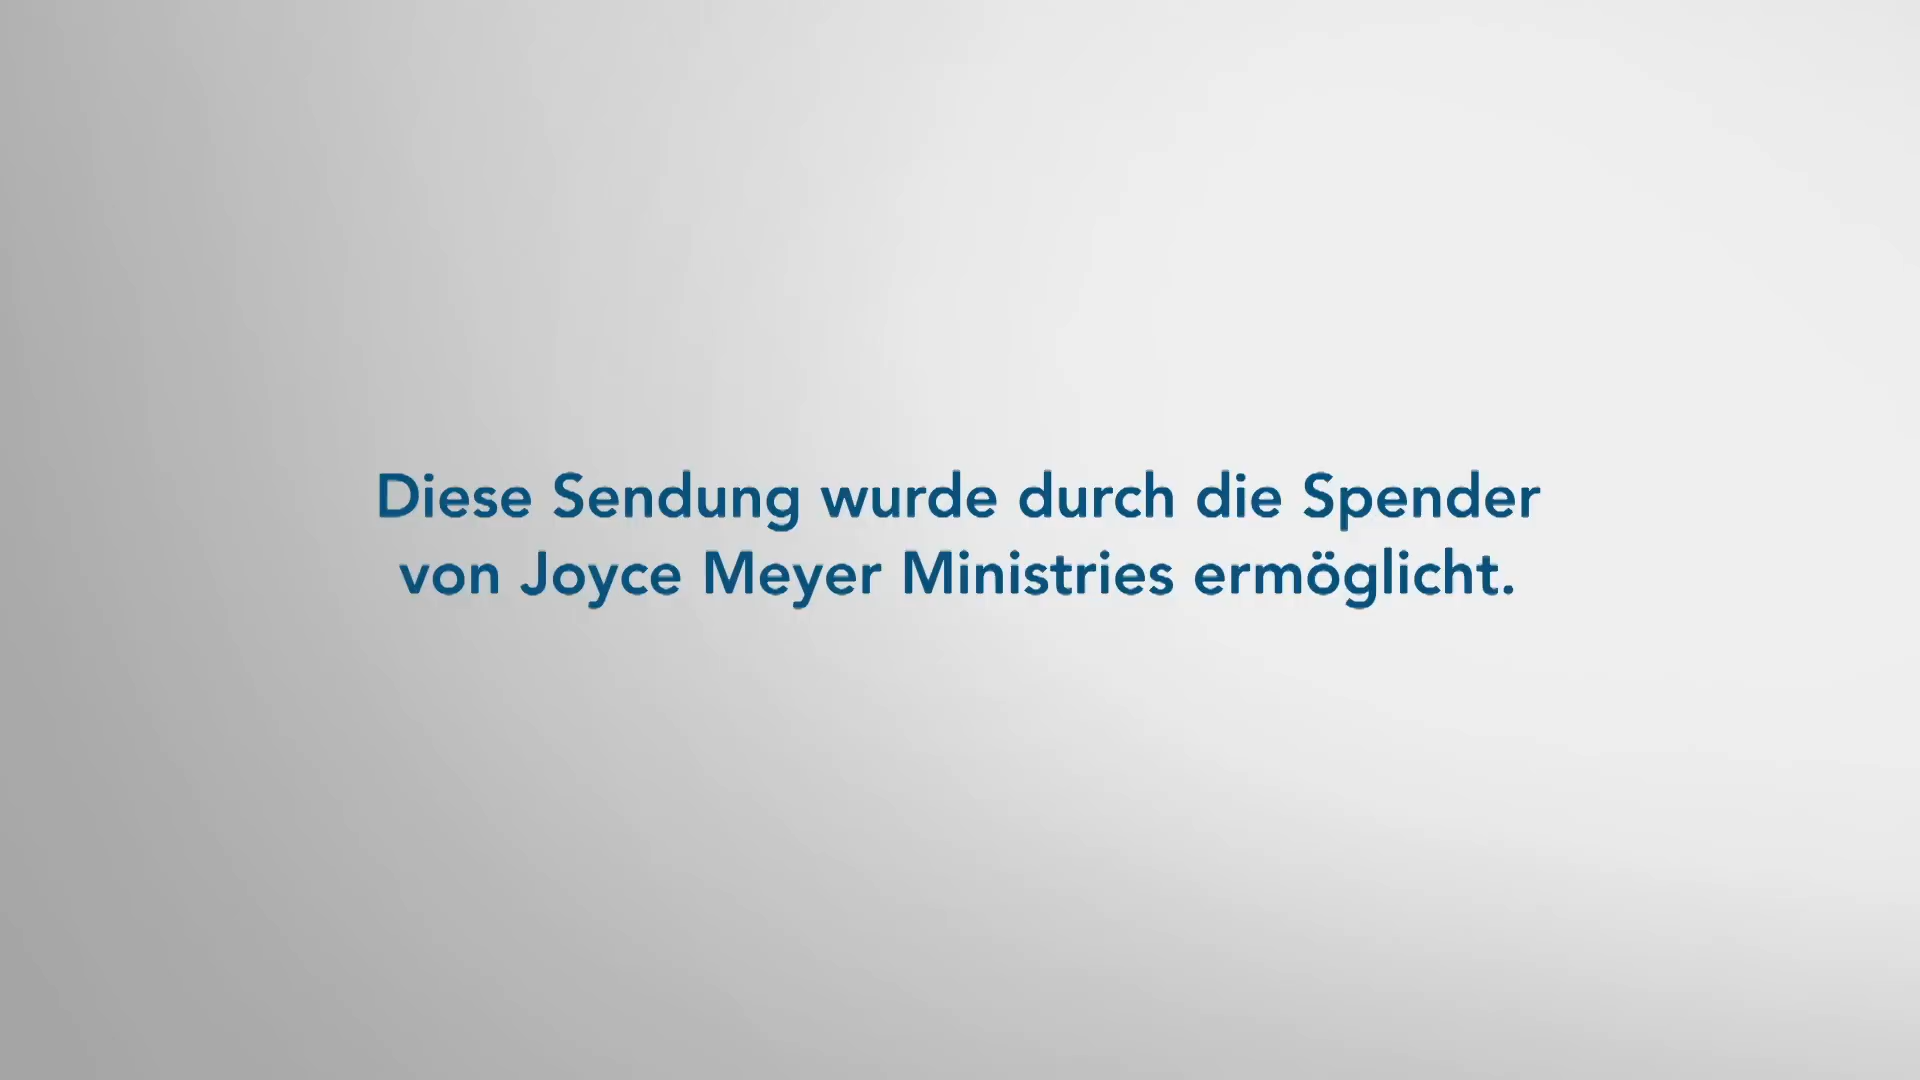 Diese Sendung wurde durch die Spender
von Joyce Meyer Ministries ermöglicht.